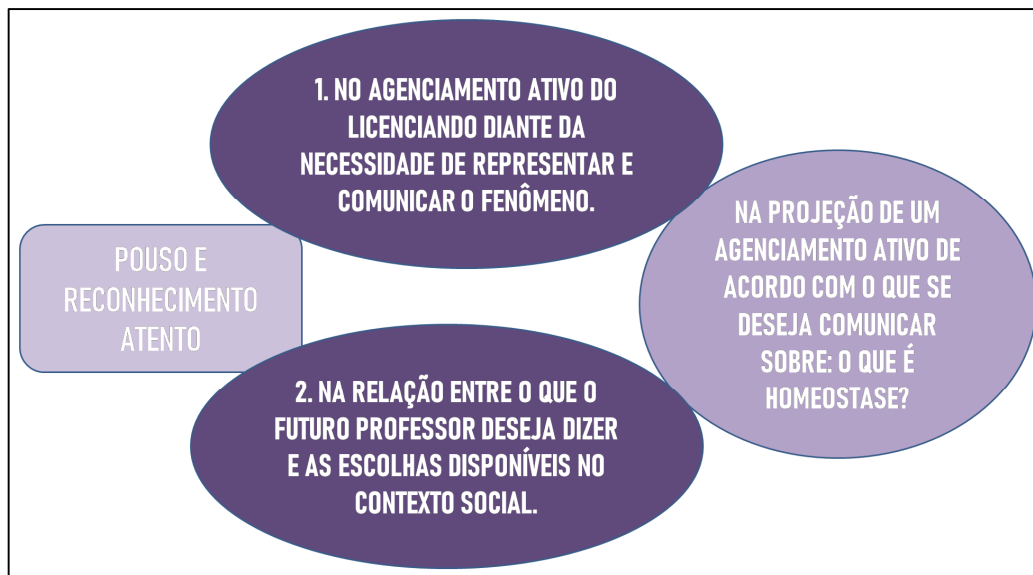 POUSO E
RECONHECIMENTO
ATENTO
1. NO AGENCIAMENTO ATIVO DO
LICENCIANDO DIANTE DA
NECESSIDADE DE REPRESENTAR E
COMUNICAR O FENÔMENO.
2. NA RELAÇÃO ENTRE O QUE O
FUTURO PROFESSOR DESEJA DIZER
E AS ESCOLHAS DISPONÍVEIS NO
CONTEXTO SOCIAL.
NA PROJEÇÃO DE UM
AGENCIAMENTO ATIVO DE
ACORDO COM O QUE SE
DESEJA COMUNICAR
SOBRE: O QUE É
HOMEOSTASE?